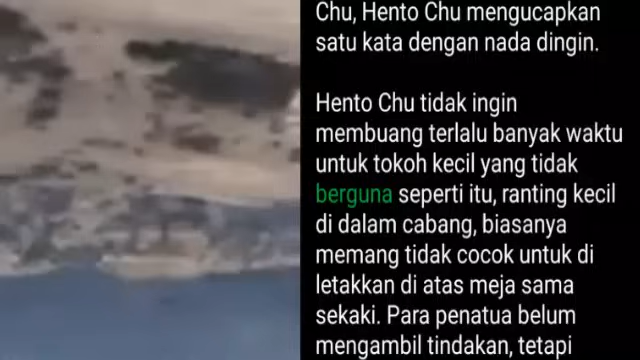 Chu, Hento Chu mengucapkan
satu kata dengan nada dingin.
Hento Chu tidak ingin
membuang terlalu banyak waktu
untuk tokoh kecil yang tidak
berguna seperti itu, ranting kecil
di dalam cabang, biasanya
memang tidak cocok untuk di
letakkan di atas meja sama
sekaki. Para penatua belum
mengambil tindakan, tetapi